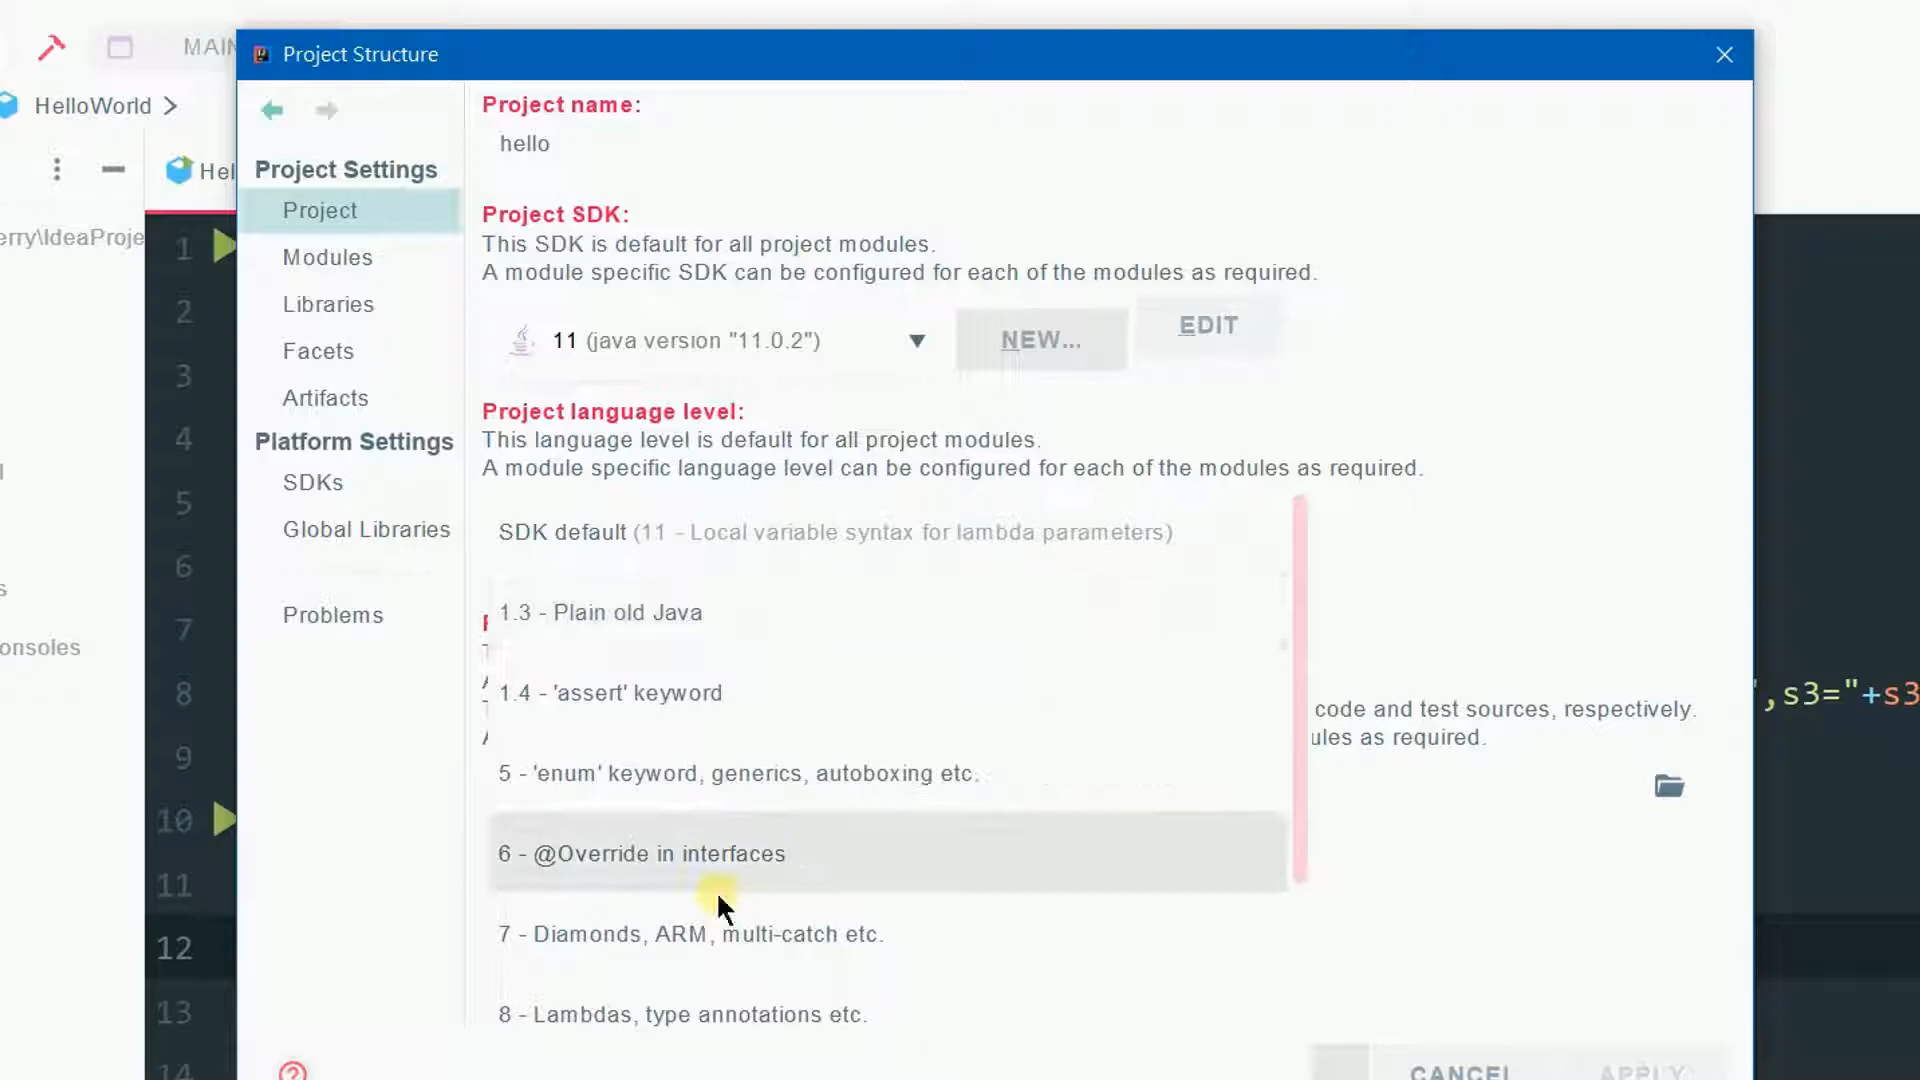 MAIN
Project Structure
HelloWorld
Project name:
hello
Project Settings
Hel
Project
Project SDK:
This SDK is default for all project modules.
A module specific SDK can be configured for each of the modules as required.
erry\IdeaProje
1
Modules
Libraries
2
11 (java version "11.0.2")
NEW...
EDIT
Facets
3
Artifacts
Project language level:
4
Platform Settings
This language level is default for all project modules.
A module specific language level can be configured for each of the modules as required.
SDKs
5
Global Libraries
SDK default (11 - Local variable syntax for lambda parameters)
6
Problems
1.3 - Plain old Java
7
onsoles
8
1.4 - 'assert' keyword
code and test sources, respectively.
ules as required.
,s3="+s3
9
5 - 'enum' keyword, generics, autoboxing etc.
10
6 - @Override in interfaces
11
12
7 - Diamonds, ARM, multi-catch etc.
13
8 - Lambdas, type annotations etc.
14
CANCEL
APPLY